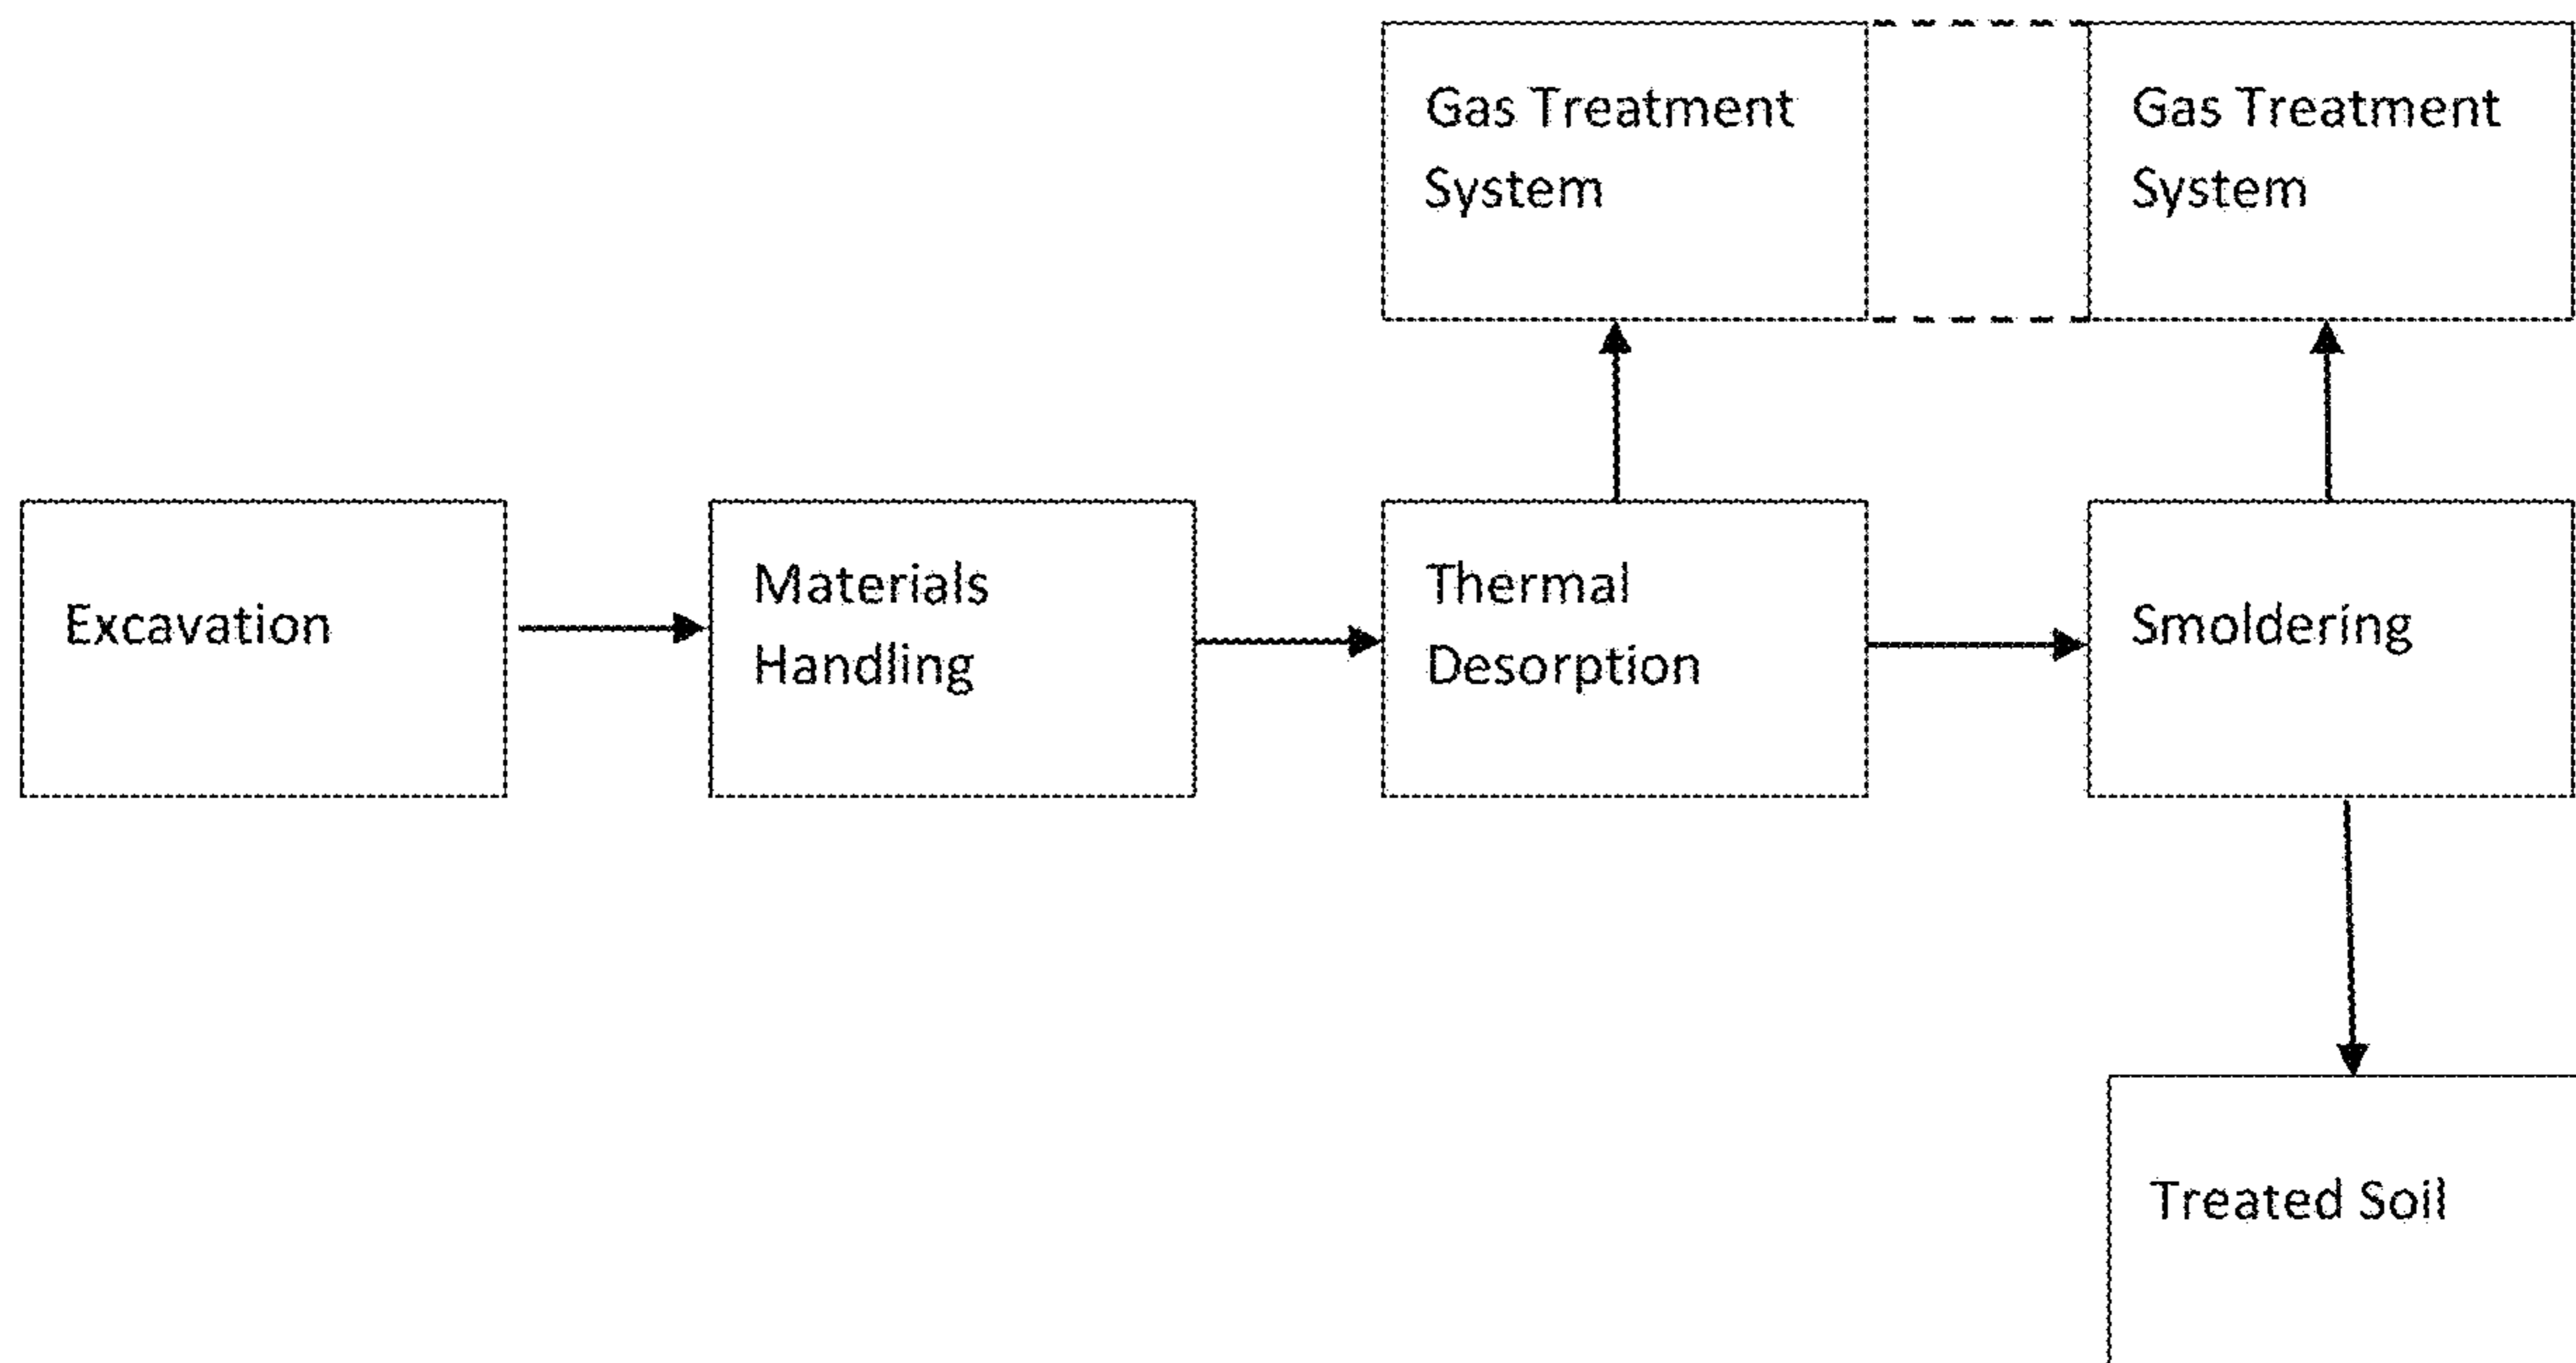 Gas Treatment
System
Gas Treatment
System
Excavation
Materials
Handling
Thermal
Desorption
Smoldering
Treated Soil